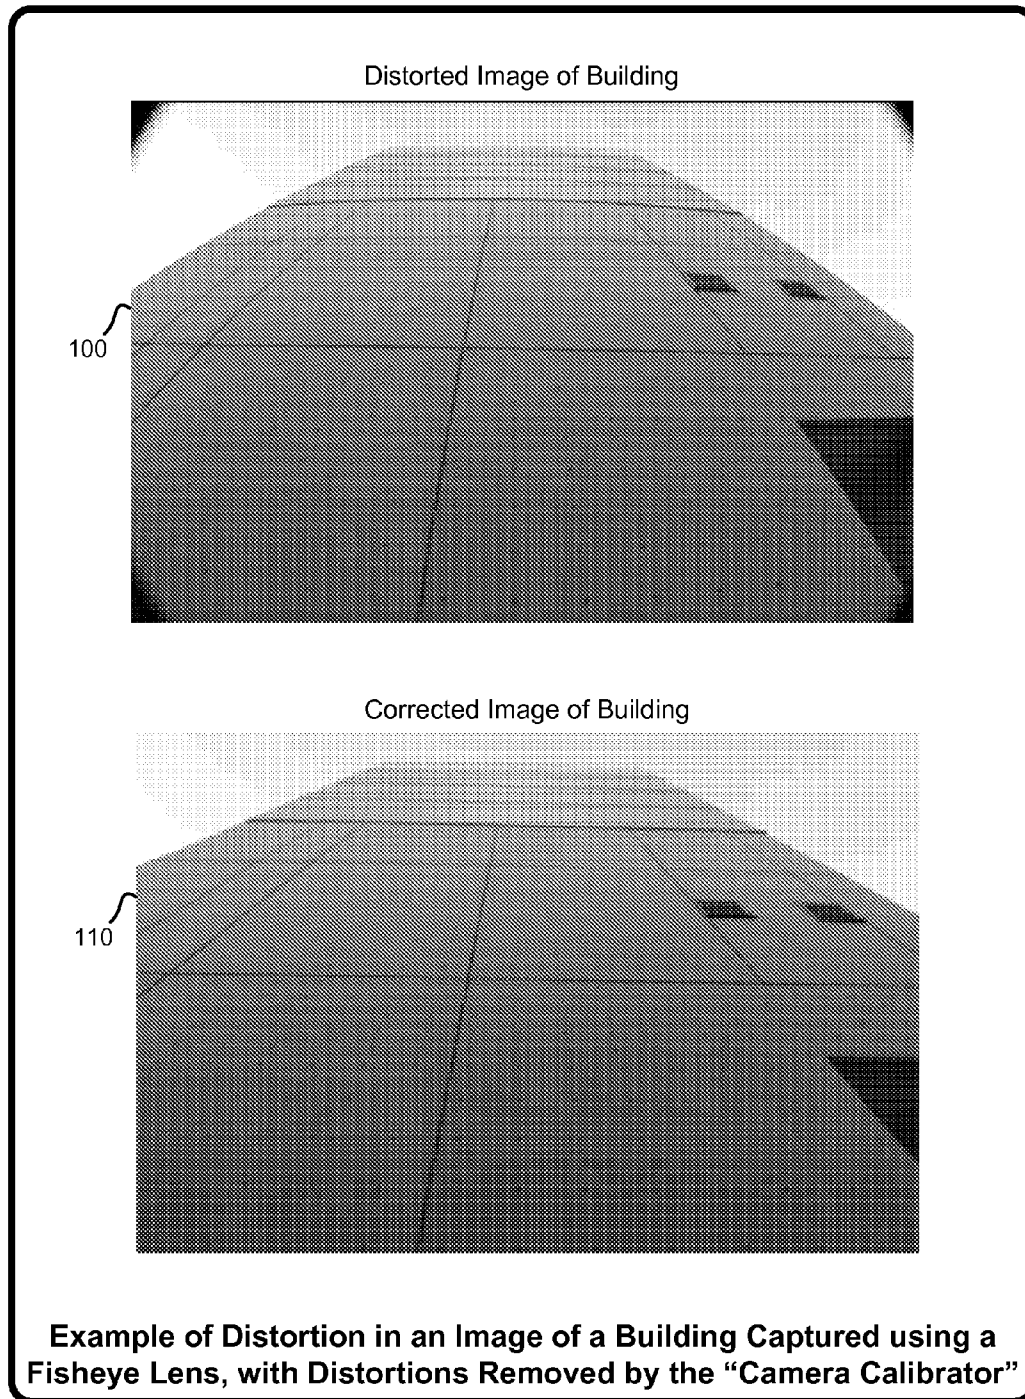 Distorted Image of Building
100
Corrected Image of Building
110
Example of Distortion in an Image of a Building Captured using a
Fisheye Lens, with Distortions Removed by the “Camera Calibrator”